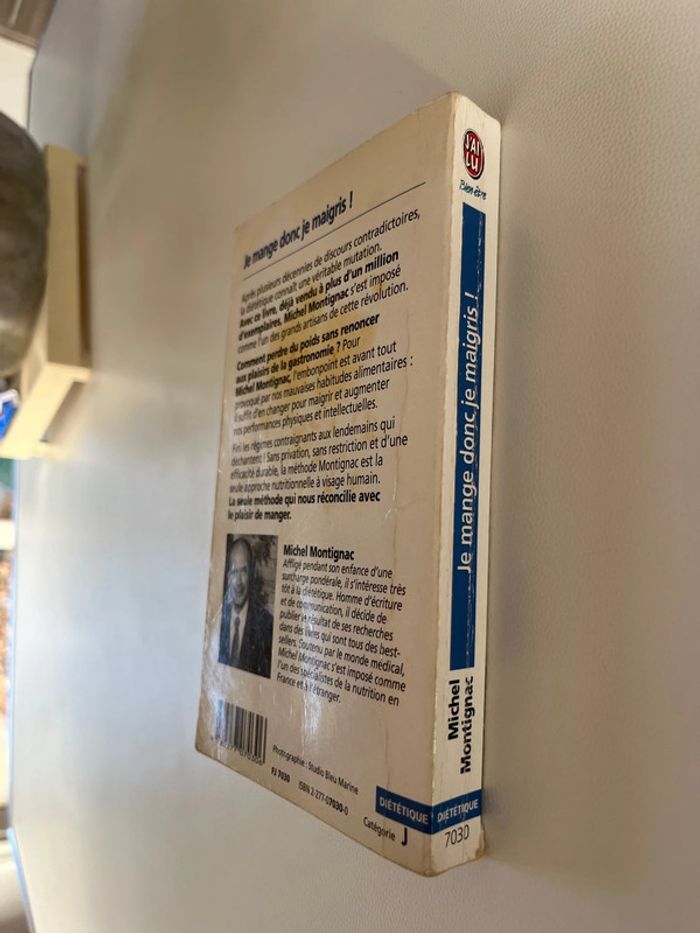 Je mange donc je maigris !
Après plusieurs décennies de discours contradictoires,
la diététique connaît une véritable mutation.
Avec ce livre, déjà vendu à plus d'un million
d'exemplaires, Michel Montignac s'est imposé
comme l'un des grands artisans de cette révolution.
Comment perdre du poids sans renoncer
aux plaisirs de la gastronomie ? Pour
Michel Montignac, l'embonpoint est avant tout
provoqué par nos mauvaises habitudes alimentaires :
il suffit d'en changer pour maigrir et augmenter
nos performances physiques et intellectuelles.
Fini les régimes contraignants aux lendemains qui
déchantent ! Sans privation, sans restriction et d'une
efficacité durable, la méthode Montignac est la
seule approche nutritionnelle à visage humain.
La seule méthode qui nous réconcilie avec
le plaisir de manger.
Michel Montignac
Affligé pendant son enfance d'une
surcharge pondérale, il s'intéresse très
tôt à la diététique. Homme d'écriture
et de communication, il décide de
publier le résultat de ses recherches
dans des livres qui sont tous des best-
sellers. Soutenu par le monde médical,
Michel Montignac s'est imposé comme
l'un des spécialistes de la nutrition en
France et à l'étranger.
Photographie : Studio Bleu Marine
FJ 7030
ISBN 2-277-07030-0
DIÉTÉTIQUE
Catégorie J
J'AI
LU
Bien-être
Je mange donc je maigris !
Michel
Montignac
DIÉTÉTIQUE
7030